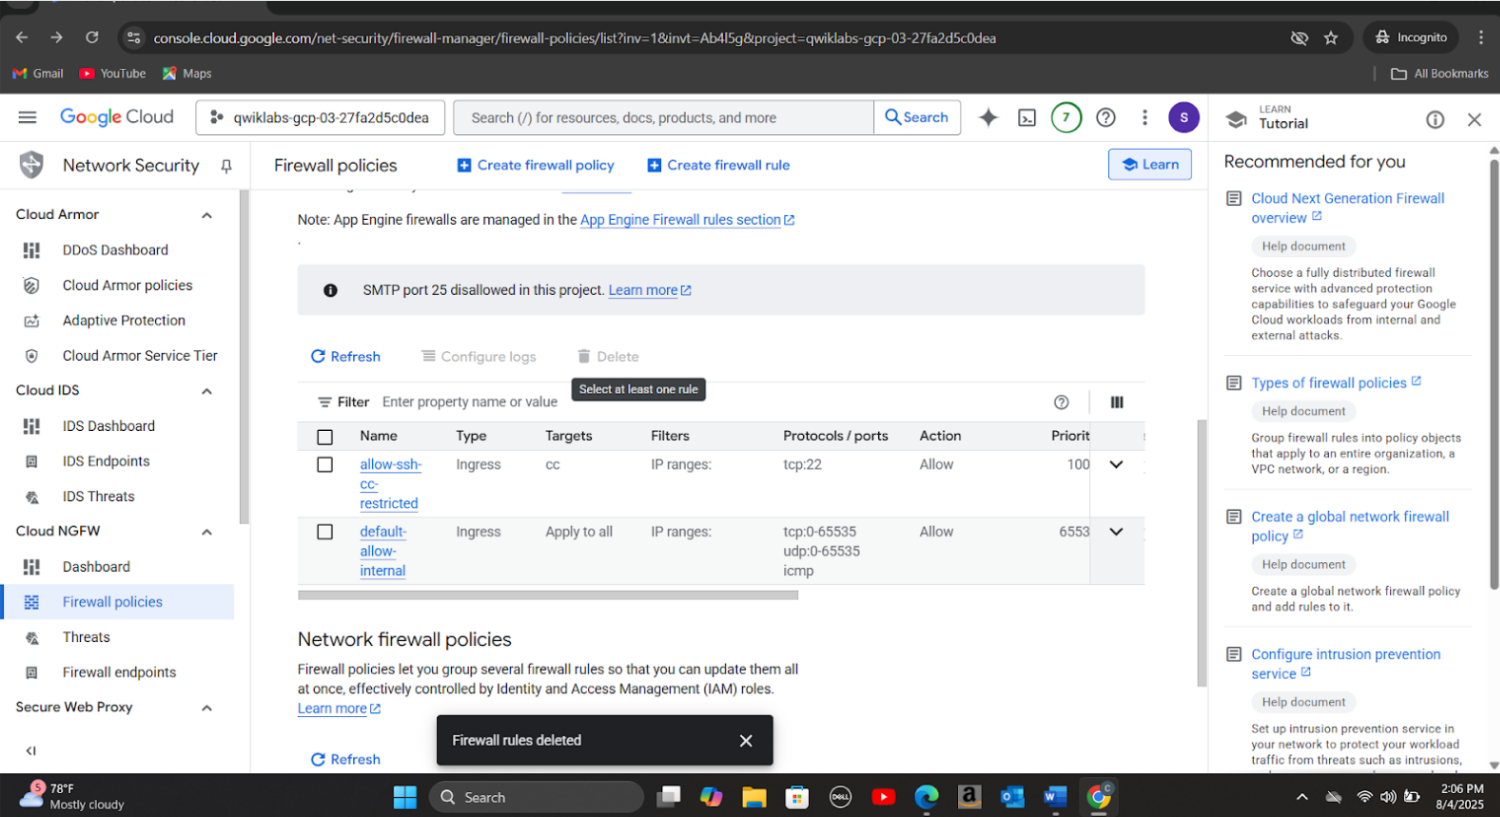 console.cloud.google.com/net-security/firewall-manager/firewall-policies/list?inv=1&invt=Ab4l5g&project=qwiklabs-gcp-03-27fa2d5c0dea
Incognito
Gmail
YouTube
Maps
All Bookmarks
Google Cloud
qwiklabs-gcp-03-27fa2d5c0dea
Search (/) for resources, docs, products, and more
Search
7
S
LEARN
Tutorial
Network Security
Firewall policies
Create firewall policy
Create firewall rule
Learn
Cloud Armor
DDoS Dashboard
Cloud Armor policies
Adaptive Protection
Cloud Armor Service Tier
Cloud IDS
IDS Dashboard
IDS Endpoints
IDS Threats
Cloud NGFW
Dashboard
Firewall policies
Threats
Firewall endpoints
Secure Web Proxy
Note: App Engine firewalls are managed in the App Engine Firewall rules section
.
SMTP port 25 disallowed in this project. Learn more
Refresh
Configure logs
Delete
Select at least one rule
Filter
Enter property name or value
Name
Type
Targets
Filters
Protocols / ports
Action
Priorit
allow-ssh-
cc-
restricted
Ingress
cc
IP ranges:
tcp:22
Allow
100
default-
allow-
internal
Ingress
Apply to all
IP ranges:
tcp:0-65535
udp:0-65535
icmp
Allow
6553
Network firewall policies
Firewall policies let you group several firewall rules so that you can update them all
at once, effectively controlled by Identity and Access Management (IAM) roles.
Learn more
Refresh
Firewall rules deleted
Recommended for you
Cloud Next Generation Firewall
overview
Help document
Choose a fully distributed firewall
service with advanced protection
capabilities to safeguard your Google
Cloud workloads from internal and
external attacks.
Types of firewall policies
Help document
Group firewall rules into policy objects
that apply to an entire organization, a
VPC network, or a region.
Create a global network firewall
policy
Help document
Create a global network firewall policy
and add rules to it.
Configure intrusion prevention
service
Help document
Set up intrusion prevention service in
your network to protect your workload
traffic from threats such as intrusions,
5
78°F
Mostly cloudy
Search
DELL
2:06 PM
8/4/2025